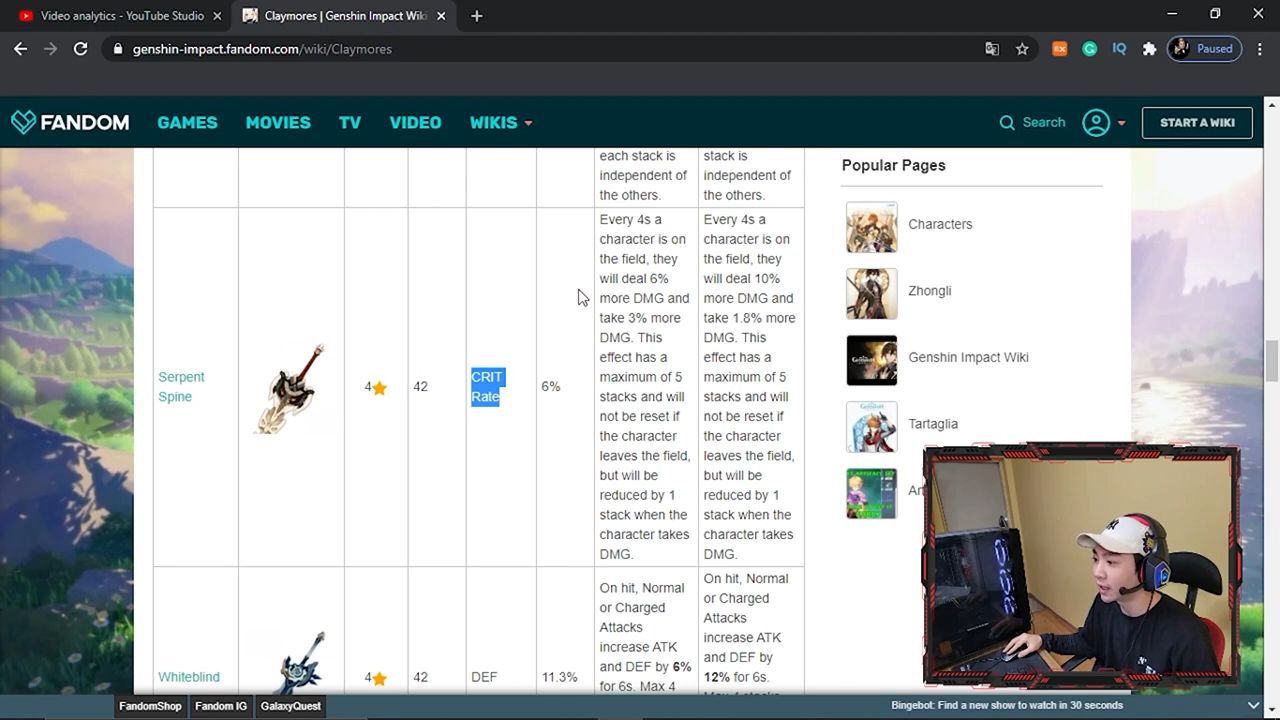 Video analytics - YouTube Studio
Claymores | Genshin Impact Wiki
genshin-impact.fandom.com/wiki/Claymores
Paused
FANDOM
GAMES
MOVIES
TV
VIDEO
WIKIS
Search
START A WIKI
each stack is
independent of
the others.
stack is
independent of
the others.
Serpent
Spine
4
42
CRIT
Rate
6%
Every 4s a
character is on
the field, they
will deal 6%
more DMG and
take 3% more
DMG. This
effect has a
maximum of 5
stacks and will
not be reset if
the character
leaves the field,
but will be
reduced by 1
stack when the
character takes
DMG.
Every 4s a
character is on
the field, they
will deal 10%
more DMG and
take 1.8% more
DMG. This
effect has a
maximum of 5
stacks and will
not be reset if
the character
leaves the field,
but will be
reduced by 1
stack when the
character takes
DMG.
Whiteblind
4
42
DEF
11.3%
On hit, Normal
or Charged
Attacks
increase ATK
and DEF by 6%
for 6s. Max 4
On hit, Normal
or Charged
Attacks
increase ATK
and DEF by
12% for 6s.
Max 4 stacks
Popular Pages
Characters
Zhongli
Genshin Impact Wiki
Tartaglia
FandomShop
Fandom IG
GalaxyQuest
Bingebot: Find a new show to watch in 30 seconds